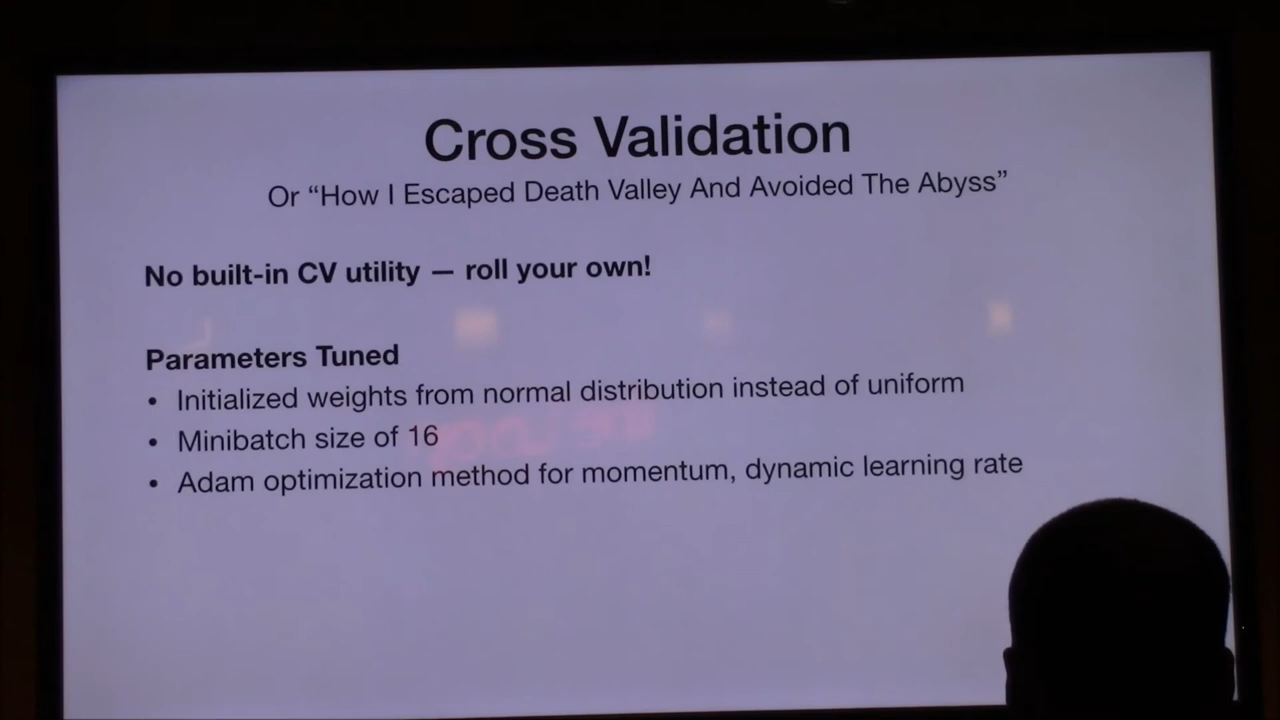 Cross Validation
Or “How I Escaped Death Valley And Avoided The Abyss”
No built-in CV utility — roll your own!
Parameters Tuned
• Initialized weights from normal distribution instead of uniform
• Minibatch size of 16
• Adam optimization method for momentum, dynamic learning rate